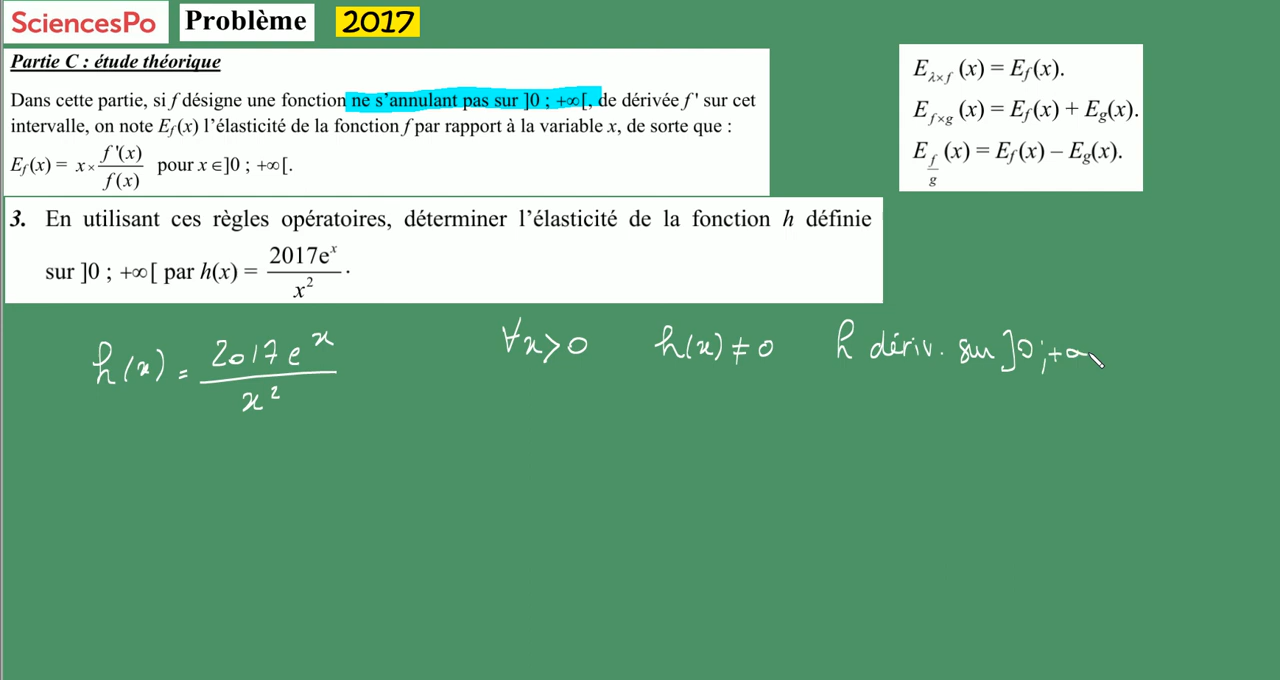 SciencesPo Problème 2017
Partie C : étude théorique
Dans cette partie, si f désigne une fonction ne s'annulant pas sur ]0 ; +∞[, de dérivée f ' sur cet
intervalle, on note E_f(x) l'élasticité de la fonction f par rapport à la variable x, de sorte que :
E_f(x) = x × f '(x) / f(x) pour x ∈ ]0 ; +∞[.
E_{λ×f} (x) = E_f(x).
E_{f×g} (x) = E_f(x) + E_g(x).
E_{f/g} (x) = E_f(x) – E_g(x).
3. En utilisant ces règles opératoires, déterminer l'élasticité de la fonction h définie
sur ]0 ; +∞[ par h(x) = 2017e^x / x^2 .
h(x) = 2017 e^x / x^2 ∀x>0 h(x) ≠ 0 h dériv. sur ]0 ; +∞